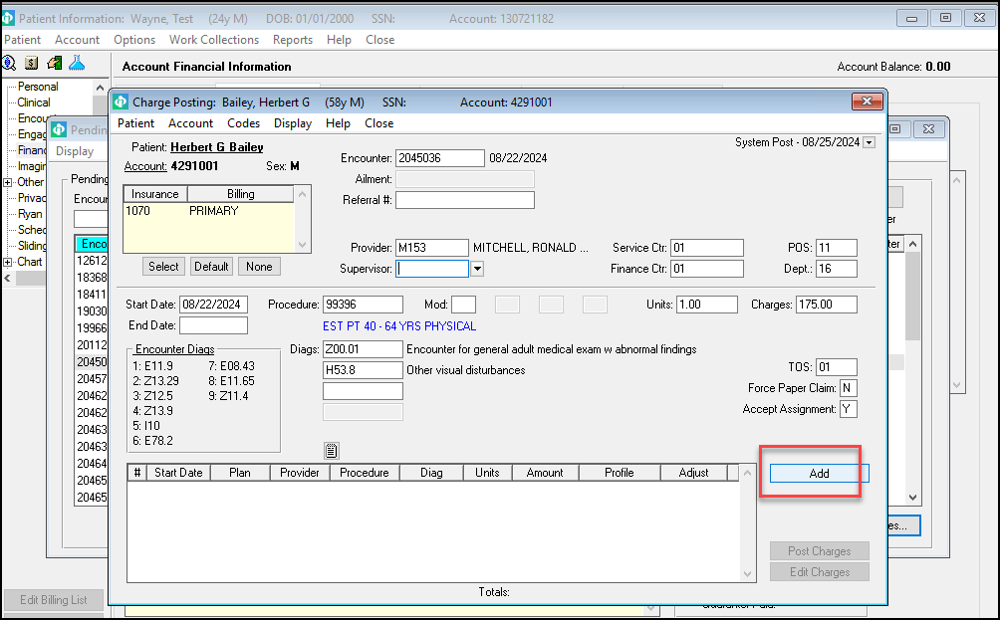 Patient Information: Wayne, Test (24y M) DOB: 01/01/2000 SSN: Account: 130721182
Patient Account Options Work Collections Reports Help Close
Account Financial Information Account Balance: 0.00
Personal
Clinical
Encou
Engag
Financ
Imagin
Other
Privac
Ryan
Sched
Sliding
Chart
Edit Billing List
Pendin
Display
Pending
Encou
Enco
12612
18368
18411
19030
19966
20112
20450
20457
20462
20462
20462
20463
20463
20464
20465
20465
Charge Posting: Bailey, Herbert G (58y M) SSN: Account: 4291001
Patient Account Codes Display Help Close
Patient: Herbert G Bailey
Account: 4291001 Sex: M
System Post - 08/25/2024
Encounter: 2045036 08/22/2024
Ailment:
Referral #:
Insurance Billing
1070 PRIMARY
Select Default None
Provider: M153 MITCHELL, RONALD ... Service Ctr: 01 POS: 11
Supervisor: Finance Ctr: 01 Dept.: 16
Start Date: 08/22/2024 Procedure: 99396 Mod: Units: 1.00 Charges: 175.00
End Date: EST PT 40 - 64 YRS PHYSICAL
Encounter Diags
1: E11.9 7: E08.43
2: Z13.29 8: E11.65
3: Z12.5 9: Z11.4
4: Z13.9
5: I10
6: E78.2
Diags: Z00.01 Encounter for general adult medical exam w abnormal findings
H53.8 Other visual disturbances
TOS: 01
Force Paper Claim: N
Accept Assignment: Y
# Start Date Plan Provider Procedure Diag Units Amount Profile Adjust
Add
Post Charges
Edit Charges
Totals:
er
ter
es...